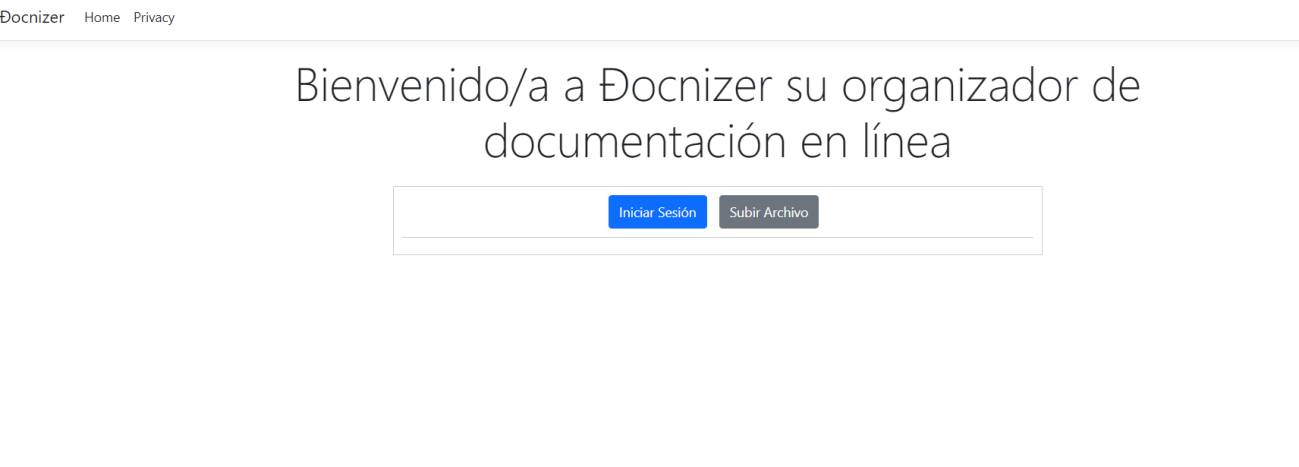 Đocnizer Home Privacy
Bienvenido/a a Đocnizer su organizador de
documentación en línea
Iniciar Sesión Subir Archivo